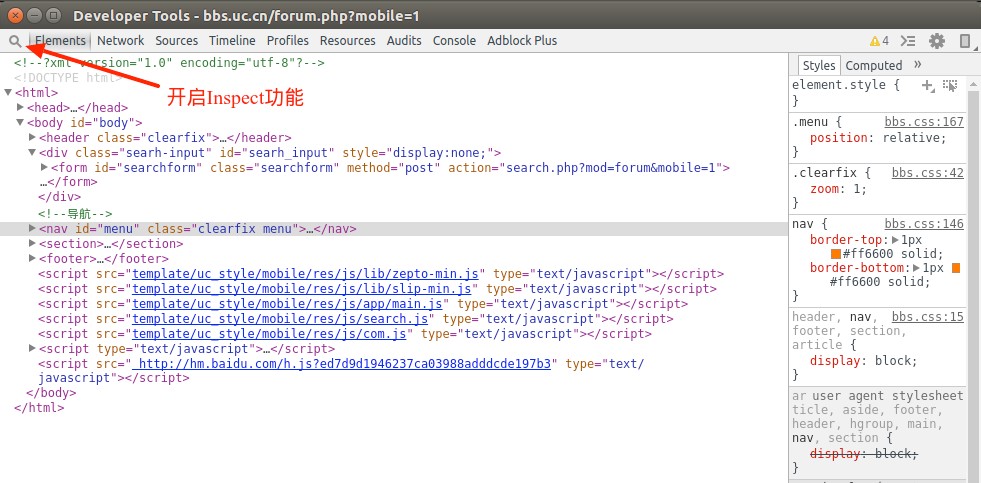 Developer Tools - bbs.uc.cn/forum.php?mobile=1
Elements Network Sources Timeline Profiles Resources Audits Console Adblock Plus 4
<!--?xml version="1.0" encoding="utf-8"?-->
<!DOCTYPE html>
开启Inspect功能
<html>
<head>…</head>
<body id="body">
<header class="clearfix">…</header>
<div class="searh-input" id="searh_input" style="display:none;">
<form id="searchform" class="searchform" method="post" action="search.php?mod=forum&mobile=1">
…</form>
</div>
<!--导航-->
<nav id="menu" class="clearfix menu">…</nav>
<section>…</section>
<footer>…</footer>
<script src="template/uc_style/mobile/res/js/lib/zepto-min.js" type="text/javascript"></script>
<script src="template/uc_style/mobile/res/js/lib/slip-min.js" type="text/javascript"></script>
<script src="template/uc_style/mobile/res/js/app/main.js" type="text/javascript"></script>
<script src="template/uc_style/mobile/res/js/search.js" type="text/javascript"></script>
<script src="template/uc_style/mobile/res/js/com.js" type="text/javascript"></script>
<script type="text/javascript">…</script>
<script src=" http://hm.baidu.com/h.js?ed7d9d1946237ca03988adddcde197b3" type="text/
javascript"></script>
</body>
</html>
Styles Computed »
element.style {
}
.menu { bbs.css:167
position: relative;
}
.clearfix { bbs.css:42
zoom: 1;
}
nav { bbs.css:146
border-top: 1px
#ff6600 solid;
border-bottom: 1px
#ff6600 solid;
}
header, nav, bbs.css:15
footer, section,
article {
display: block;
}
ar user agent stylesheet
ticle, aside, footer,
header, hgroup, main,
nav, section {
display: block;
}